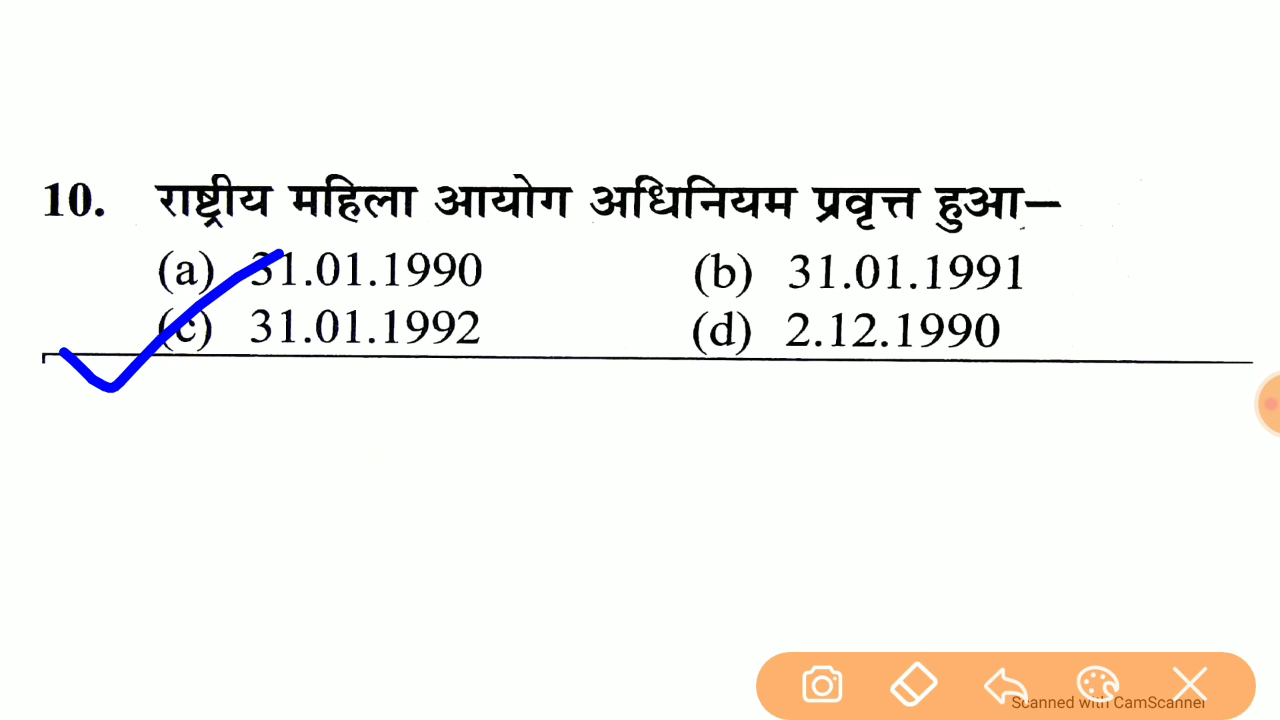 10. राष्ट्रीय महिला आयोग अधिनियम प्रवृत्त हुआ—
(a) 31.01.1990 (b) 31.01.1991
(c) 31.01.1992 (d) 2.12.1990
Scanned with CamScanner